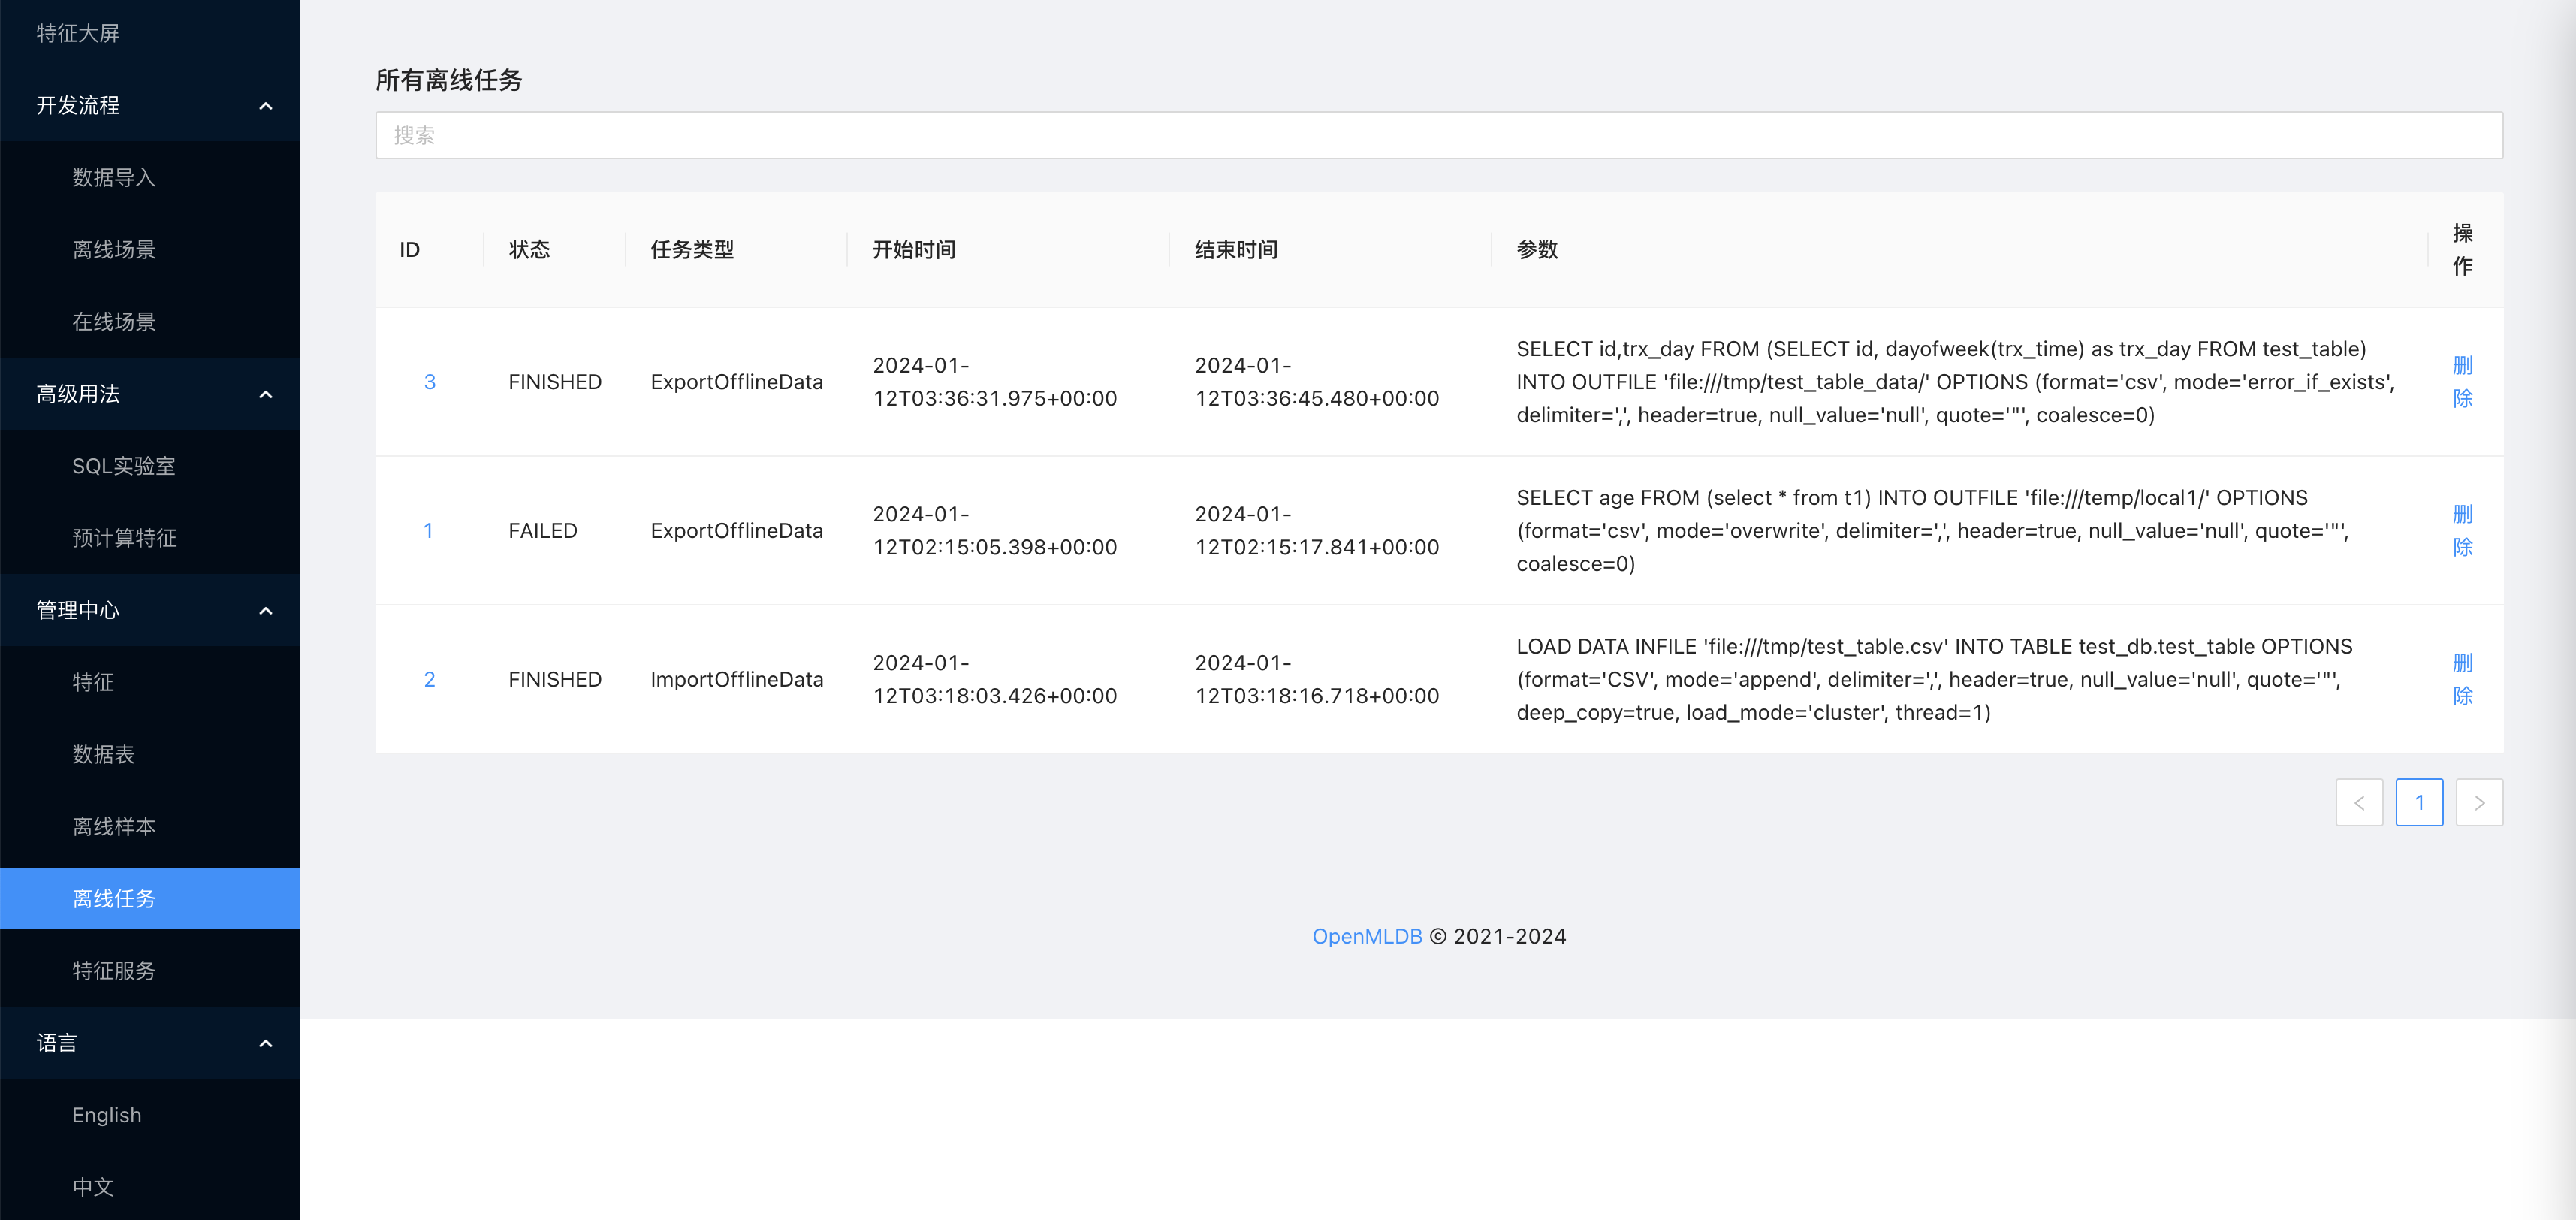 特征大屏
开发流程
数据导入
离线场景
在线场景
高级用法
SQL实验室
预计算特征
管理中心
特征
数据表
离线样本
离线任务
特征服务
语言
English
中文
所有离线任务
搜索
ID 状态 任务类型 开始时间 结束时间 参数 操作
3 FINISHED ExportOfflineData 2024-01-12T03:36:31.975+00:00 2024-01-12T03:36:45.480+00:00 SELECT id,trx_day FROM (SELECT id, dayofweek(trx_time) as trx_day FROM test_table)
INTO OUTFILE 'file:///tmp/test_table_data/' OPTIONS (format='csv', mode='error_if_exists',
delimiter=',', header=true, null_value='null', quote='"', coalesce=0)
删除
1 FAILED ExportOfflineData 2024-01-12T02:15:05.398+00:00 2024-01-12T02:15:17.841+00:00 SELECT age FROM (select * from t1) INTO OUTFILE 'file:///temp/local1/' OPTIONS
(format='csv', mode='overwrite', delimiter=',', header=true, null_value='null', quote='"',
coalesce=0)
删除
2 FINISHED ImportOfflineData 2024-01-12T03:18:03.426+00:00 2024-01-12T03:18:16.718+00:00 LOAD DATA INFILE 'file:///tmp/test_table.csv' INTO TABLE test_db.test_table OPTIONS
(format='CSV', mode='append', delimiter=',', header=true, null_value='null', quote='"',
deep_copy=true, load_mode='cluster', thread=1)
删除
< 1 >
OpenMLDB © 2021-2024